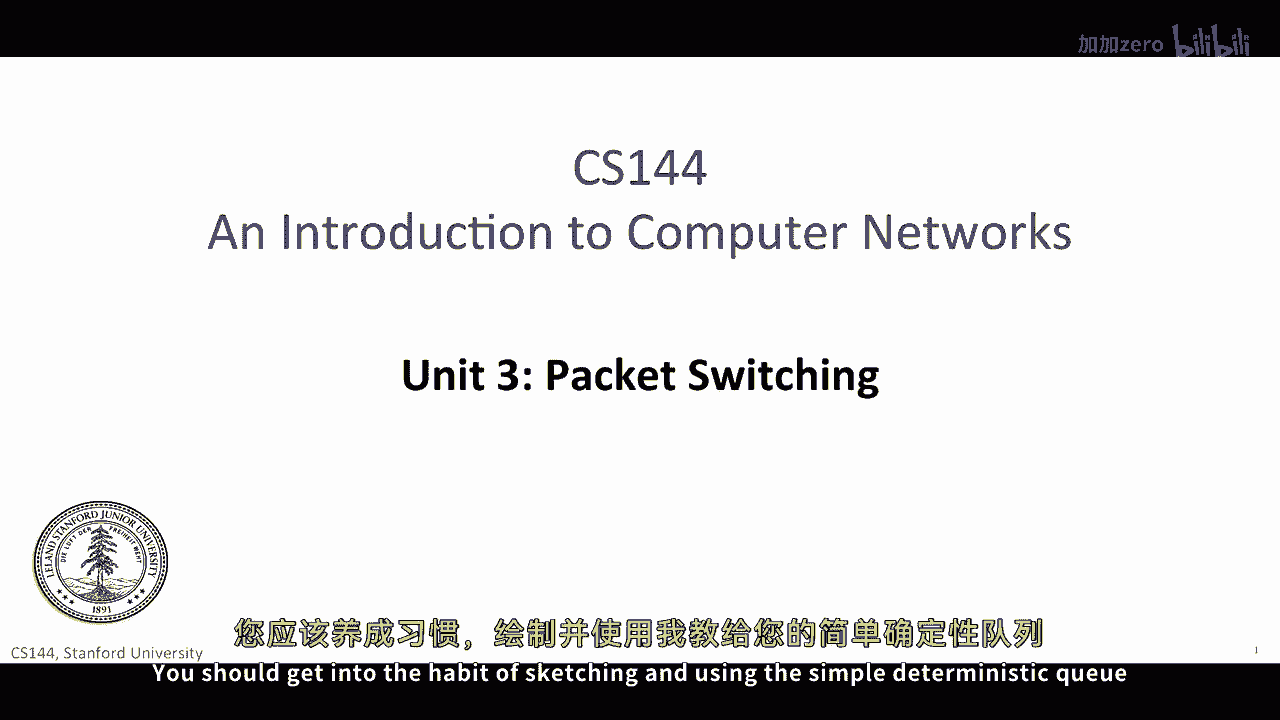 加加zero bilibili
CS144
An Introduction to Computer Networks
Unit 3: Packet Switching
LELAND STANFORD JUNIOR UNIVERSITY
DIE LUFT DER FREIHEIT WEHT
1891
您应该养成习惯，绘制并使用我教给您的简单确定性队列
CS144, Stanford University
1
You should get into the habit of sketching and using the simple deterministic queue